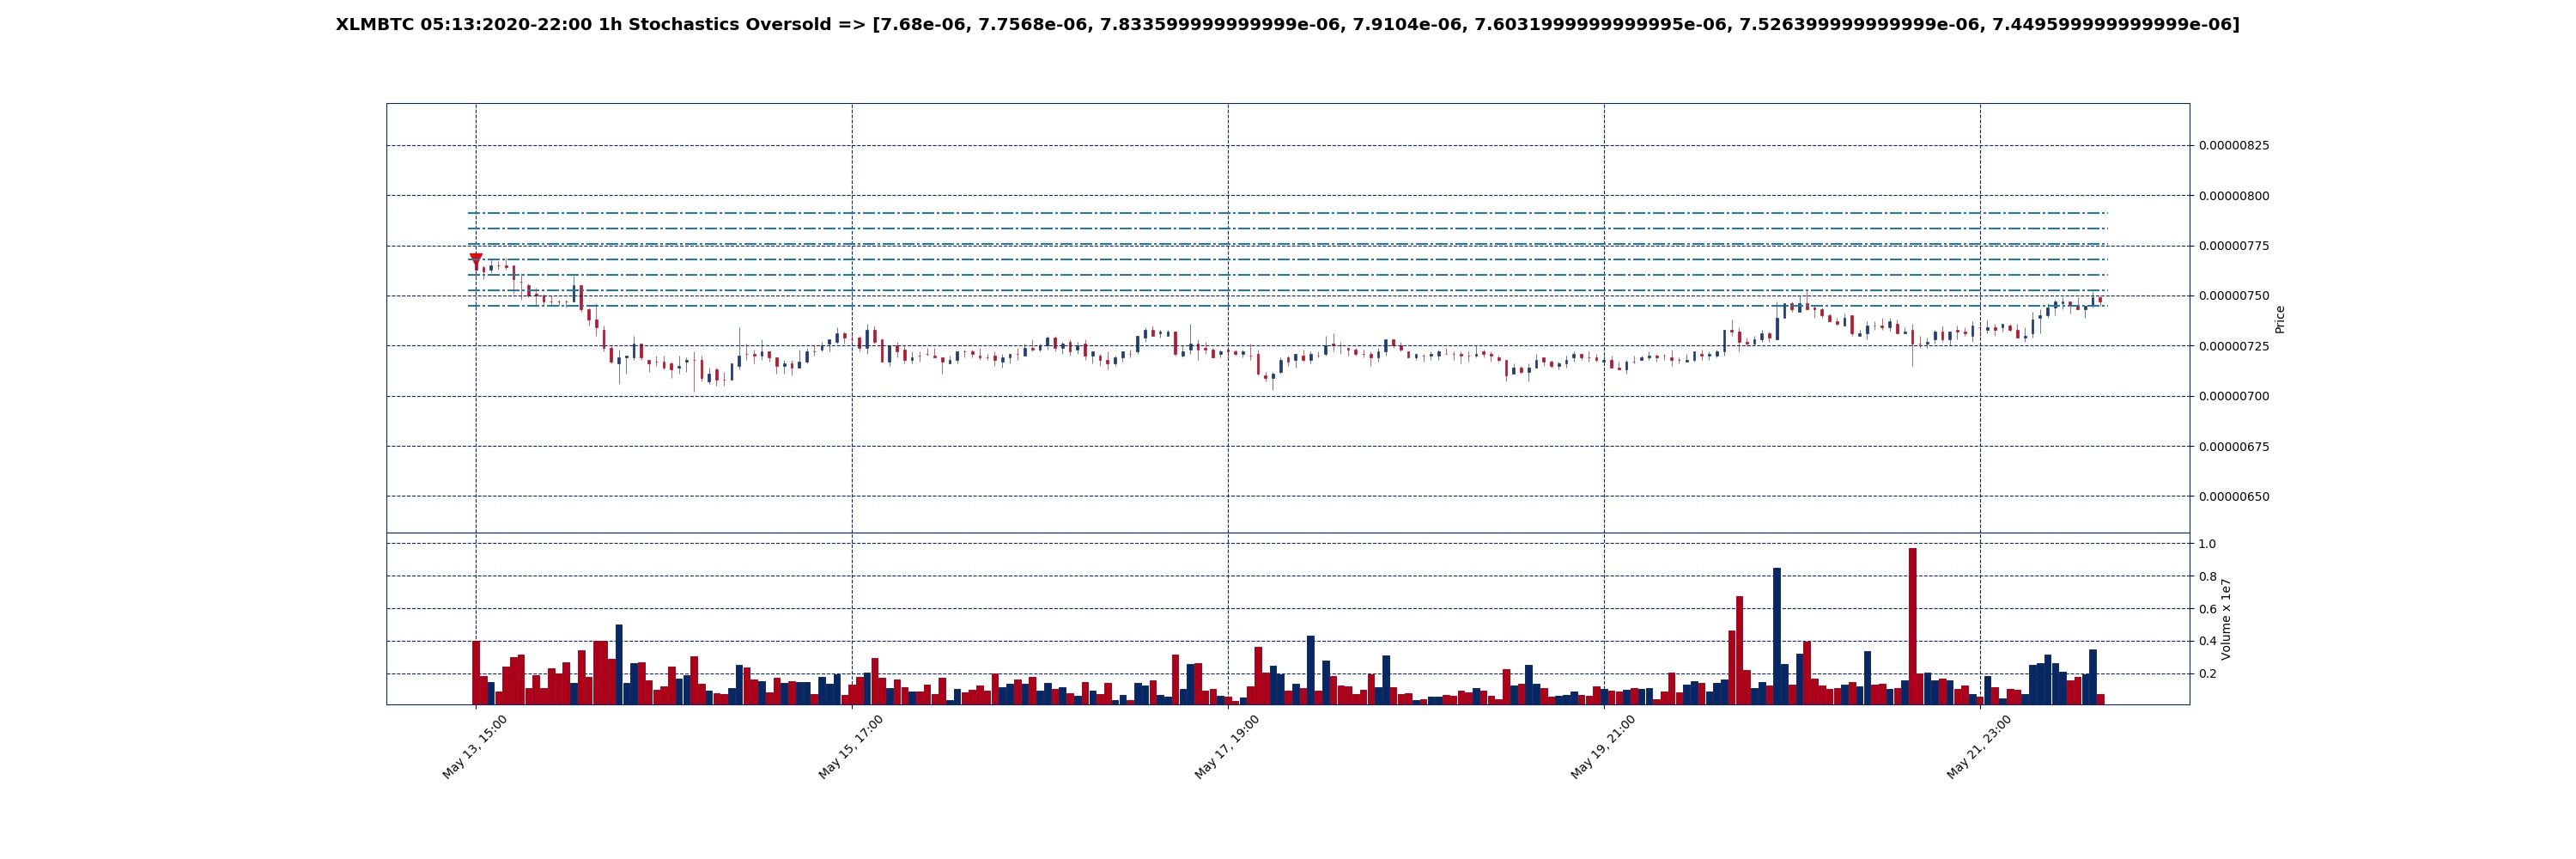 XLMBTC 05:13:2020-22:00 1h Stochastics Oversold => [7.68e-06, 7.7568e-06, 7.833599999999999e-06, 7.9104e-06, 7.6031999999999995e-06, 7.526399999999999e-06, 7.449599999999999e-06]
0.00000825
0.00000800
0.00000775
0.00000750
0.00000725
0.00000700
0.00000675
0.00000650
Price
1.0
0.8
0.6
0.4
0.2
Volume x 1e7
May 13, 15:00
May 15, 17:00
May 17, 19:00
May 19, 21:00
May 21, 23:00